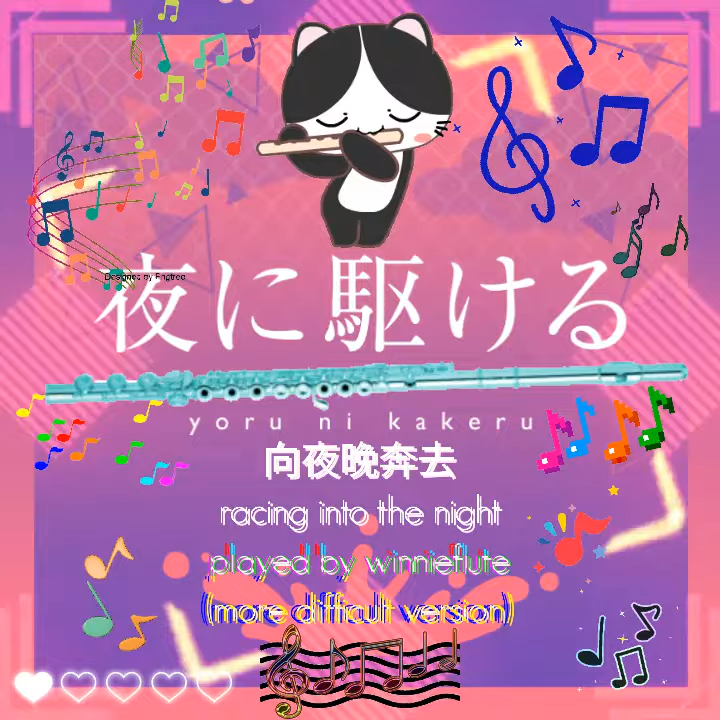 Designed by Pngtree
夜に駆ける
yoru ni kakeru
向夜晚奔去
racing into the night
played by winnieflute
(more difficult version)